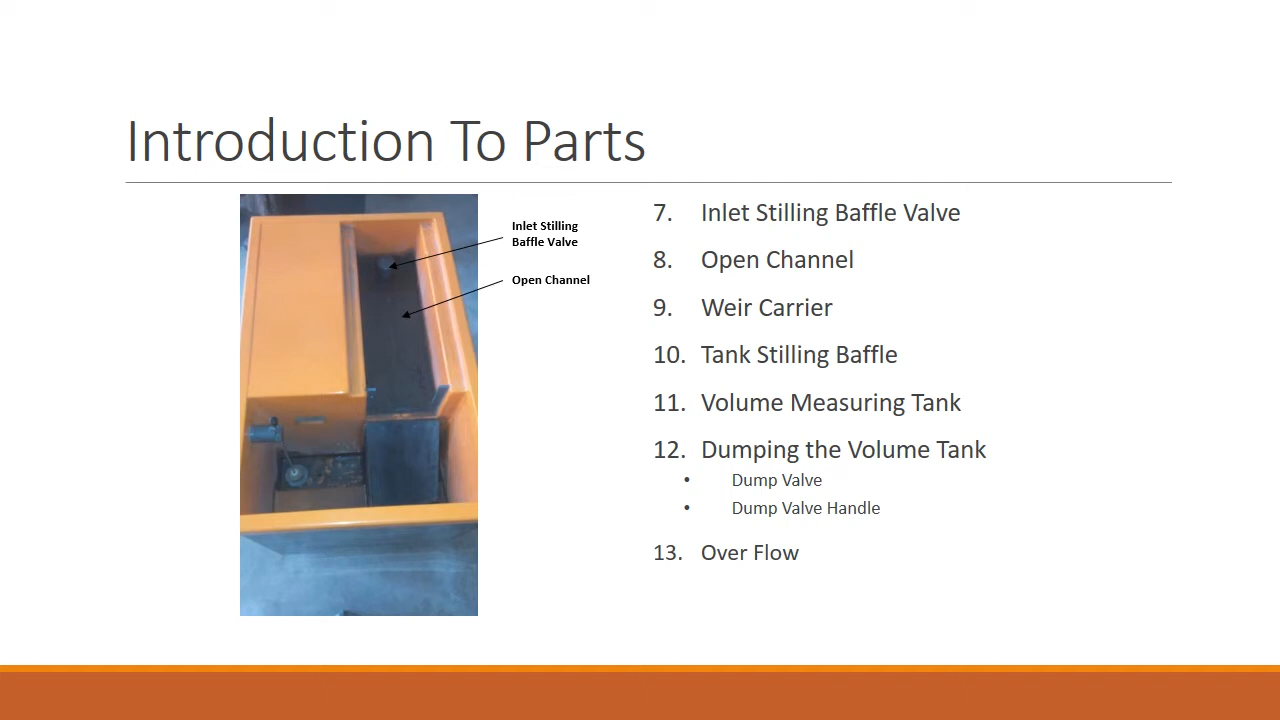 Introduction To Parts
Inlet Stilling
Baffle Valve
Open Channel
7. Inlet Stilling Baffle Valve
8. Open Channel
9. Weir Carrier
10. Tank Stilling Baffle
11. Volume Measuring Tank
12. Dumping the Volume Tank
• Dump Valve
• Dump Valve Handle
13. Over Flow